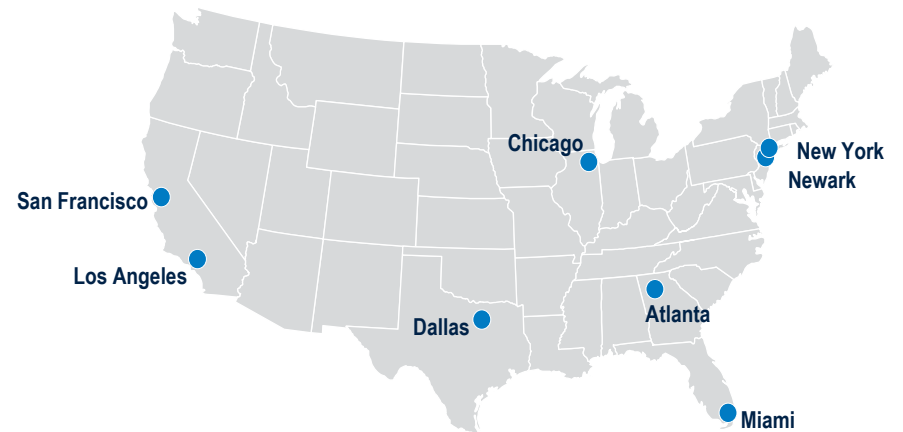 Chicago
New York
Newark
San Francisco
Los Angeles
Atlanta
Dallas
Miami